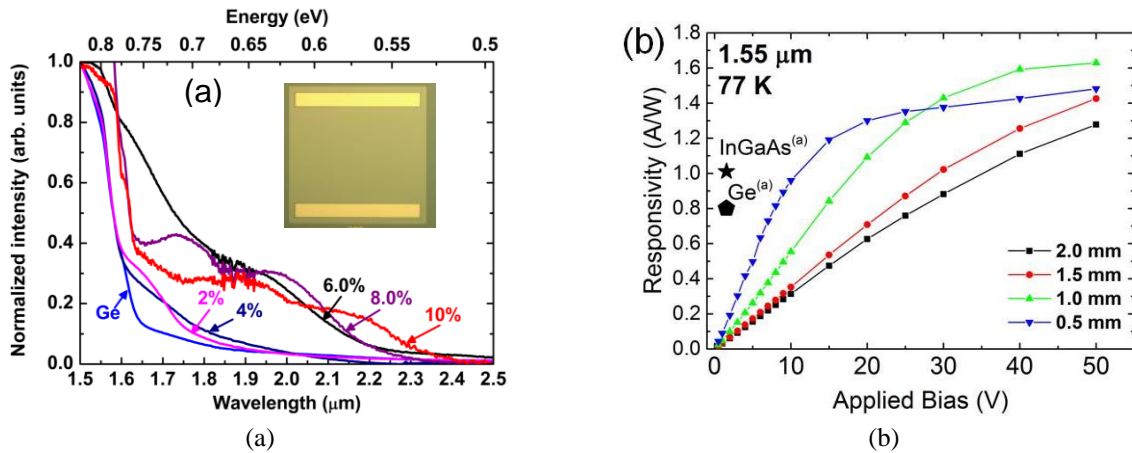 Energy (eV)
0.8 0.75 0.7 0.65 0.6 0.55 0.5
Normalized intensity (arb. units)
1.0
0.8
0.6
0.4
0.2
0.0
(a)
Ge
2%
4%
6.0%
8.0%
10%
1.5 1.6 1.7 1.8 1.9 2.0 2.1 2.2 2.3 2.4 2.5
Wavelength (μm)
(a)
(b)
Responsivity (A/W)
1.8
1.6
1.4
1.2
1.0
0.8
0.6
0.4
0.2
0.0
1.55 μm
77 K
InGaAs(a)
Ge(a)
2.0 mm
1.5 mm
1.0 mm
0.5 mm
0 10 20 30 40 50
Applied Bias (V)
(b)